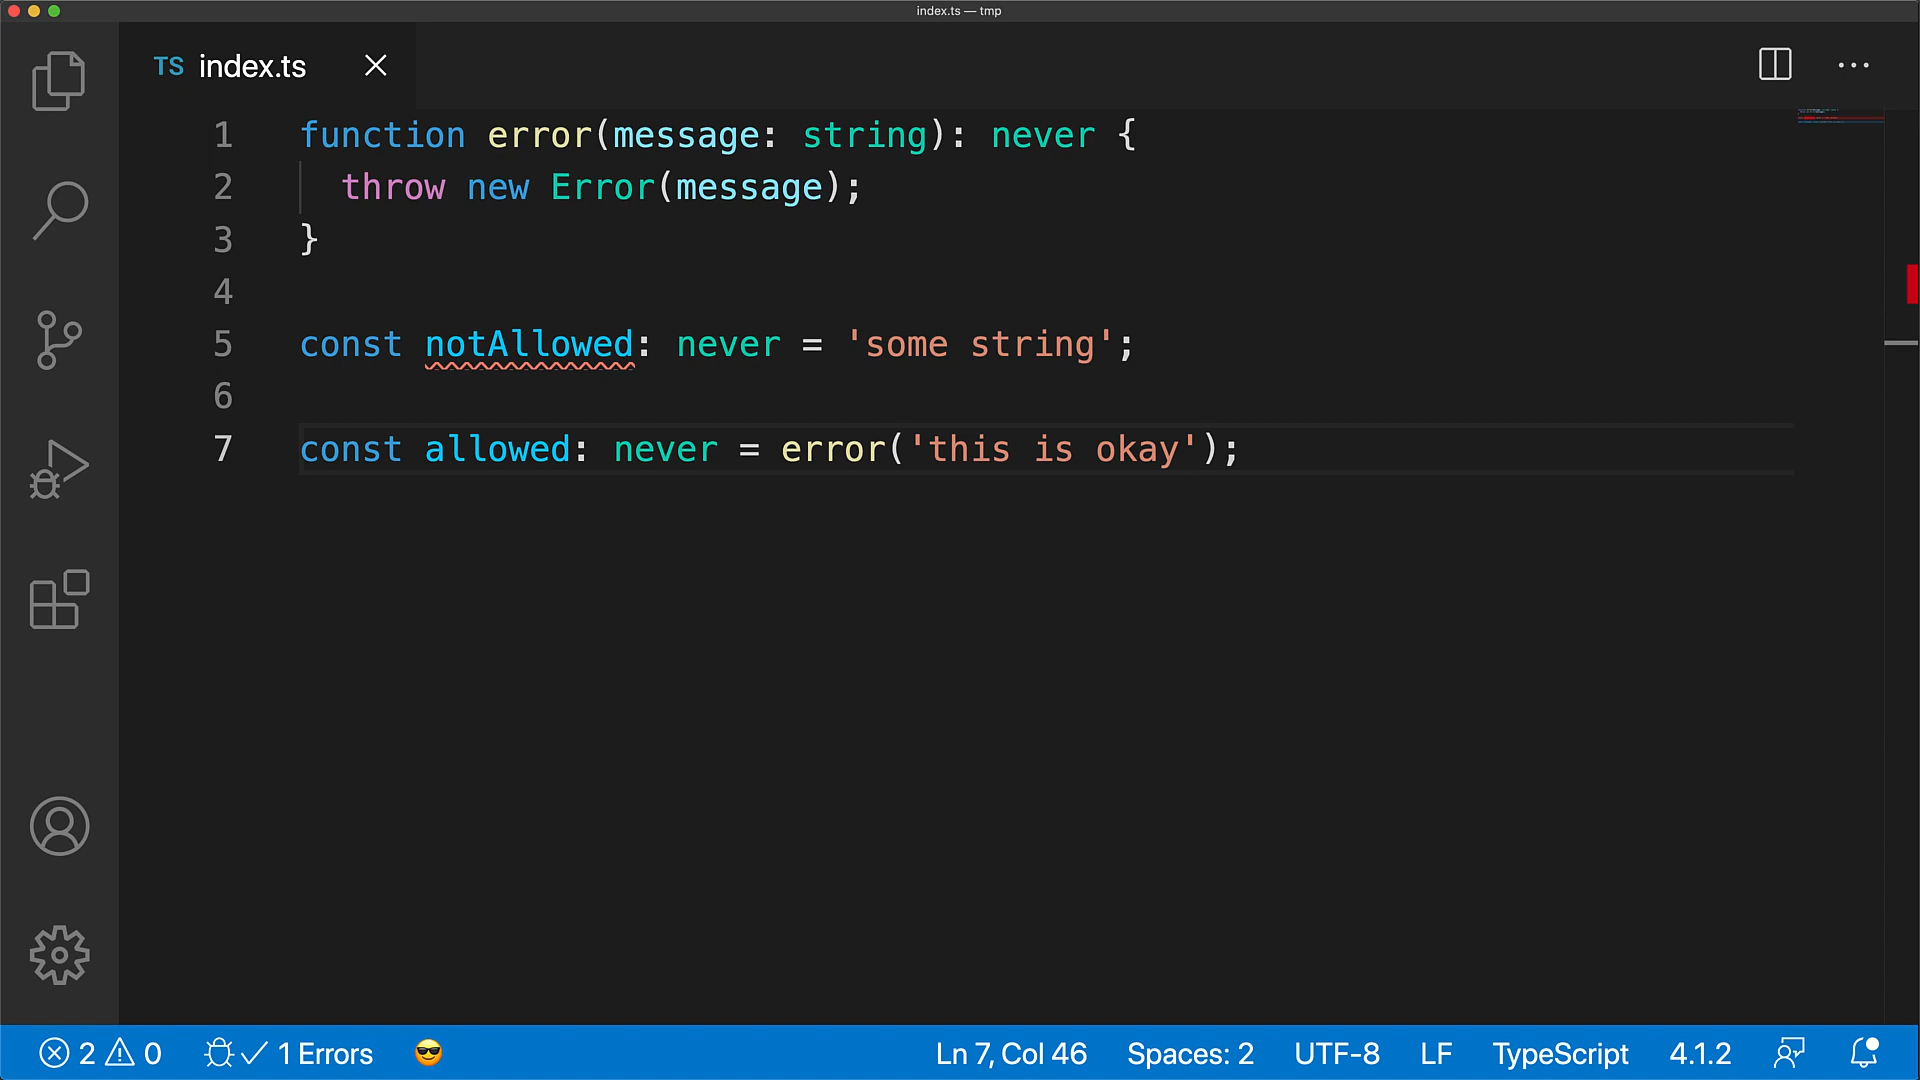 index.ts — tmp
TS index.ts
1 function error(message: string): never {
2   throw new Error(message);
3 }
4
5 const notAllowed: never = 'some string';
6
7 const allowed: never = error('this is okay');
2 0 1 Errors 😎 Ln 7, Col 46 Spaces: 2 UTF-8 LF TypeScript 4.1.2